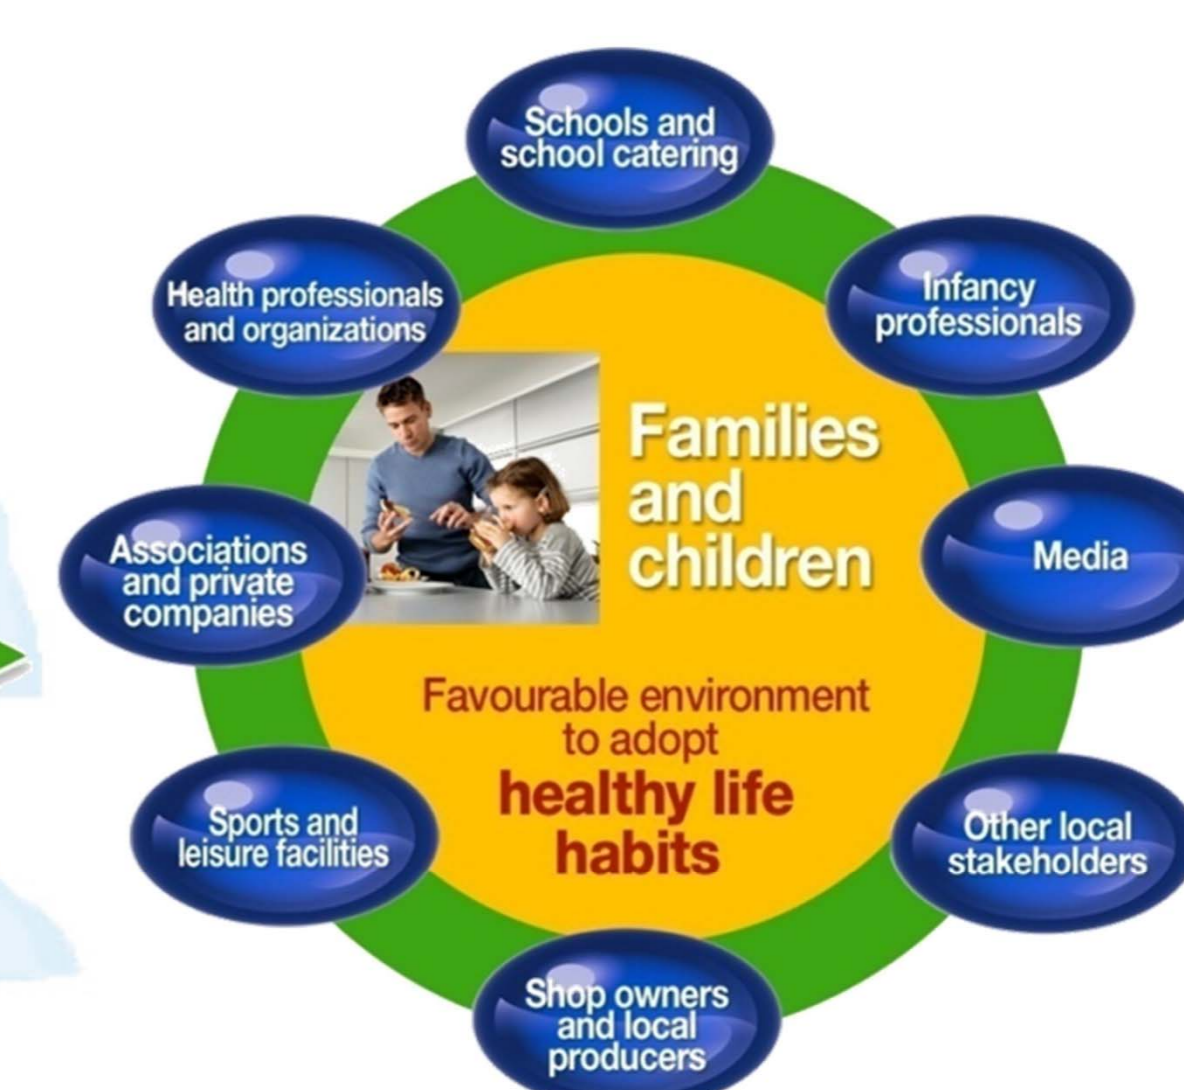 Schools and
school catering
Infancy
professionals
Media
Other local
stakeholders
Shop owners
and local
producers
Sports and
leisure facilities
Associations
and private
companies
Health professionals
and organizations
Families
and
children
Favourable environment
to adopt
healthy life
habits